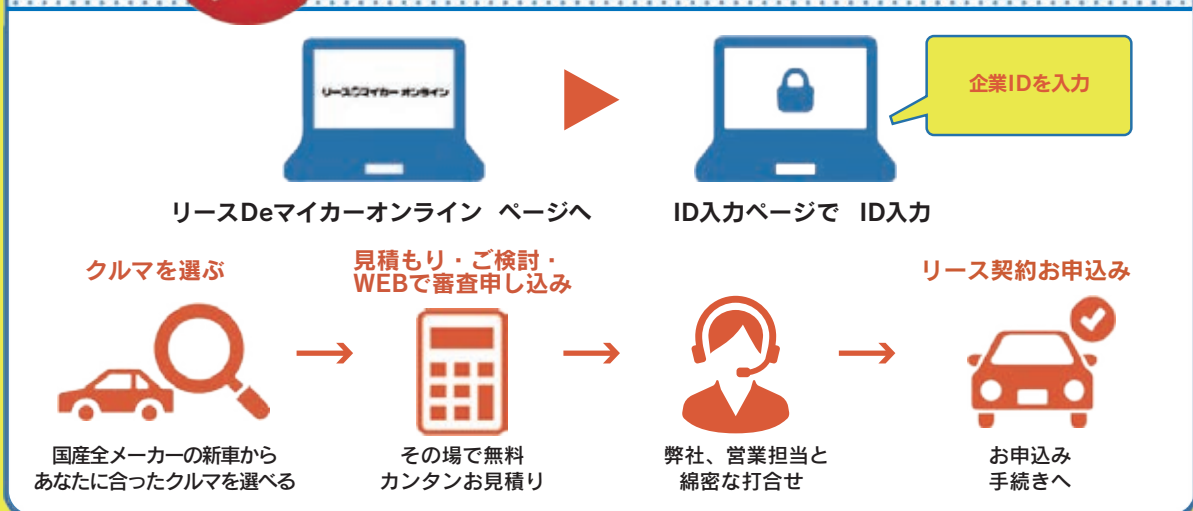 リースDeマイカー オンライン
企業IDを入力
リースDeマイカーオンライン ページへ
ID入力ページで ID入力
クルマを選ぶ
見積もり・ご検討・
WEBで審査申し込み
リース契約お申込み
国産全メーカーの新車から
あなたに合ったクルマを選べる
その場で無料
カンタンお見積り
弊社、営業担当と
綿密な打合せ
お申込み
手続きへ